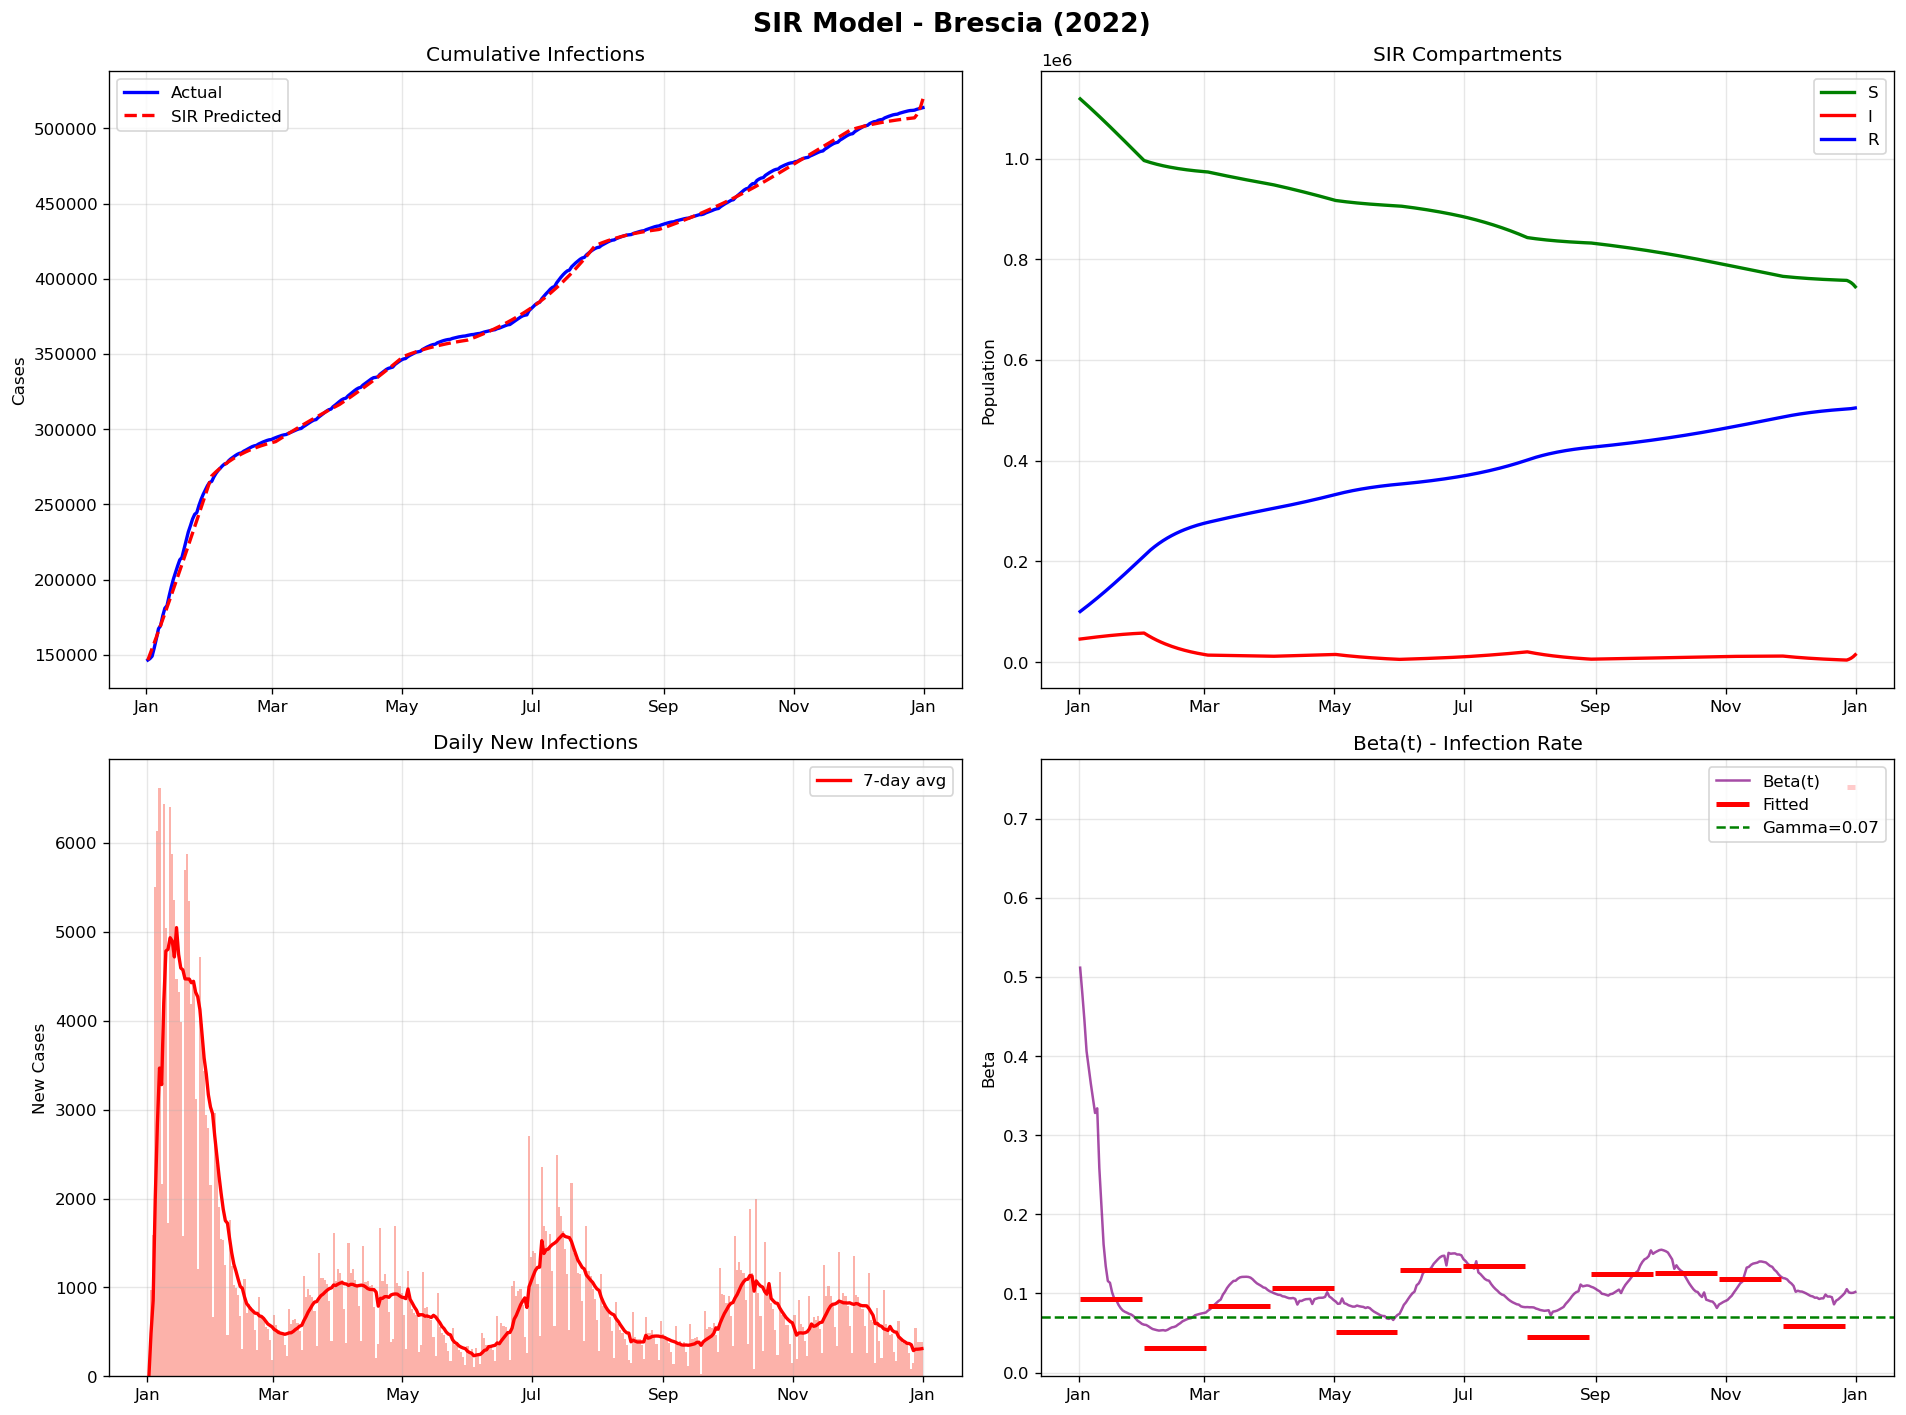 SIR Model - Brescia (2022)
Cumulative Infections
Actual
SIR Predicted
500000
450000
400000
350000
300000
250000
200000
150000
Cases
Jan Mar May Jul Sep Nov Jan
SIR Compartments
1e6
S
I
R
1.0
0.8
0.6
0.4
0.2
0.0
Population
Jan Mar May Jul Sep Nov Jan
Daily New Infections
7-day avg
6000
5000
4000
3000
2000
1000
0
New Cases
Jan Mar May Jul Sep Nov Jan
Beta(t) - Infection Rate
Beta(t)
Fitted
Gamma=0.07
0.7
0.6
0.5
0.4
0.3
0.2
0.1
0.0
Beta
Jan Mar May Jul Sep Nov Jan